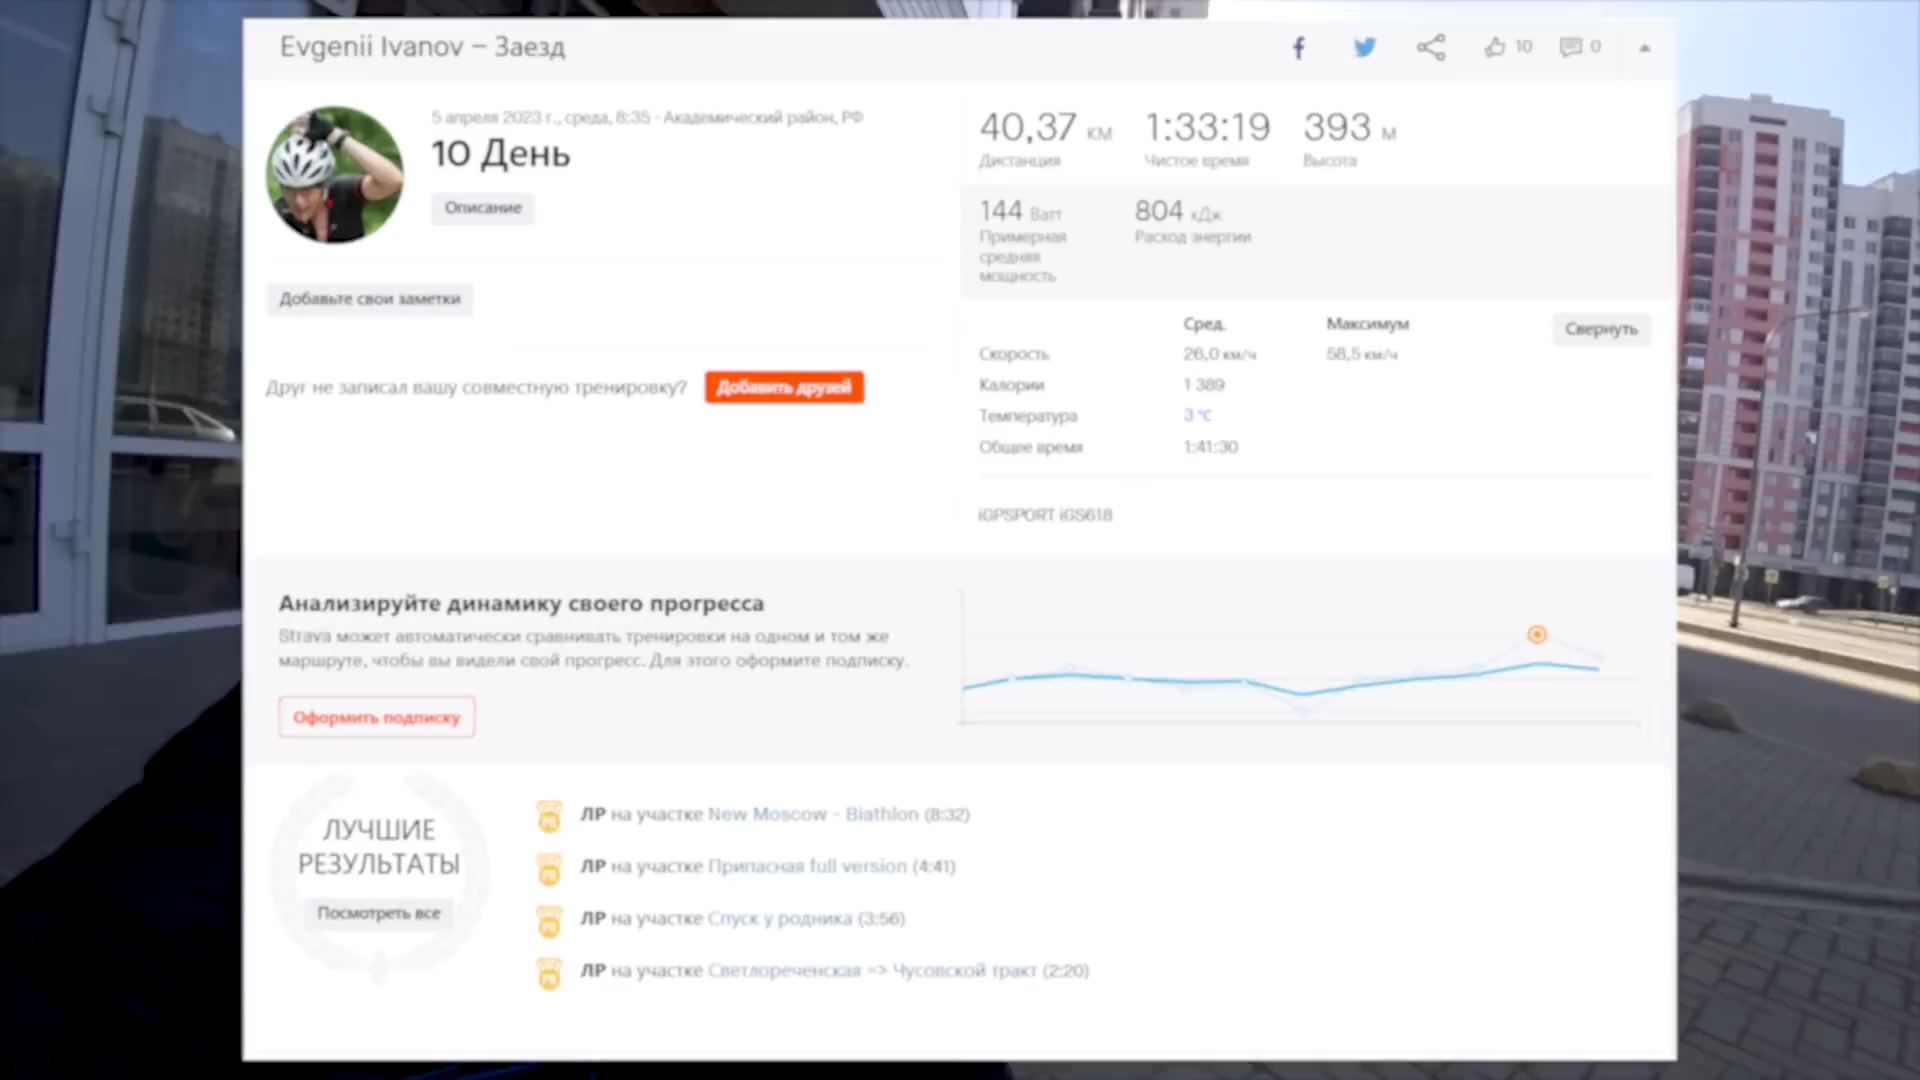 Evgenii Ivanov – Заезд
10
0
5 апреля 2023 г., среда, 8:35 · Академический район, РФ
10 День
Описание
Добавьте свои заметки
Друг не записал вашу совместную тренировку?
Добавить друзей
40,37 км
Дистанция
1:33:19
Чистое время
393 м
Высота
144 Ватт
Примерная
средняя
мощность
804 кДж
Расход энергии
Сред.
Максимум
Свернуть
Скорость
26,0 км/ч
58,5 км/ч
Калории
1 389
Температура
3 °C
Общее время
1:41:30
iGPSPORT iGS618
Анализируйте динамику своего прогресса
Strava может автоматически сравнивать тренировки на одном и том же
маршруте, чтобы вы видели свой прогресс. Для этого оформите подписку.
Оформить подписку
ЛУЧШИЕ
РЕЗУЛЬТАТЫ
Посмотреть все
ЛР на участке New Moscow - Biathlon (8:32)
ЛР на участке Припасная full version (4:41)
ЛР на участке Спуск у родника (3:56)
ЛР на участке Светлореченская => Чусовской тракт (2:20)